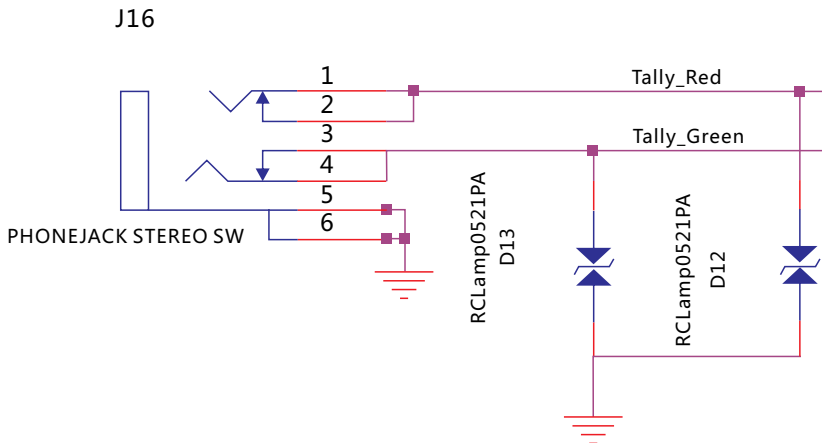 J16
1
Tally_Red
2
3
Tally_Green
4
5
6
PHONEJACK STEREO SW
RCLamp0521PA
D13
RCLamp0521PA
D12